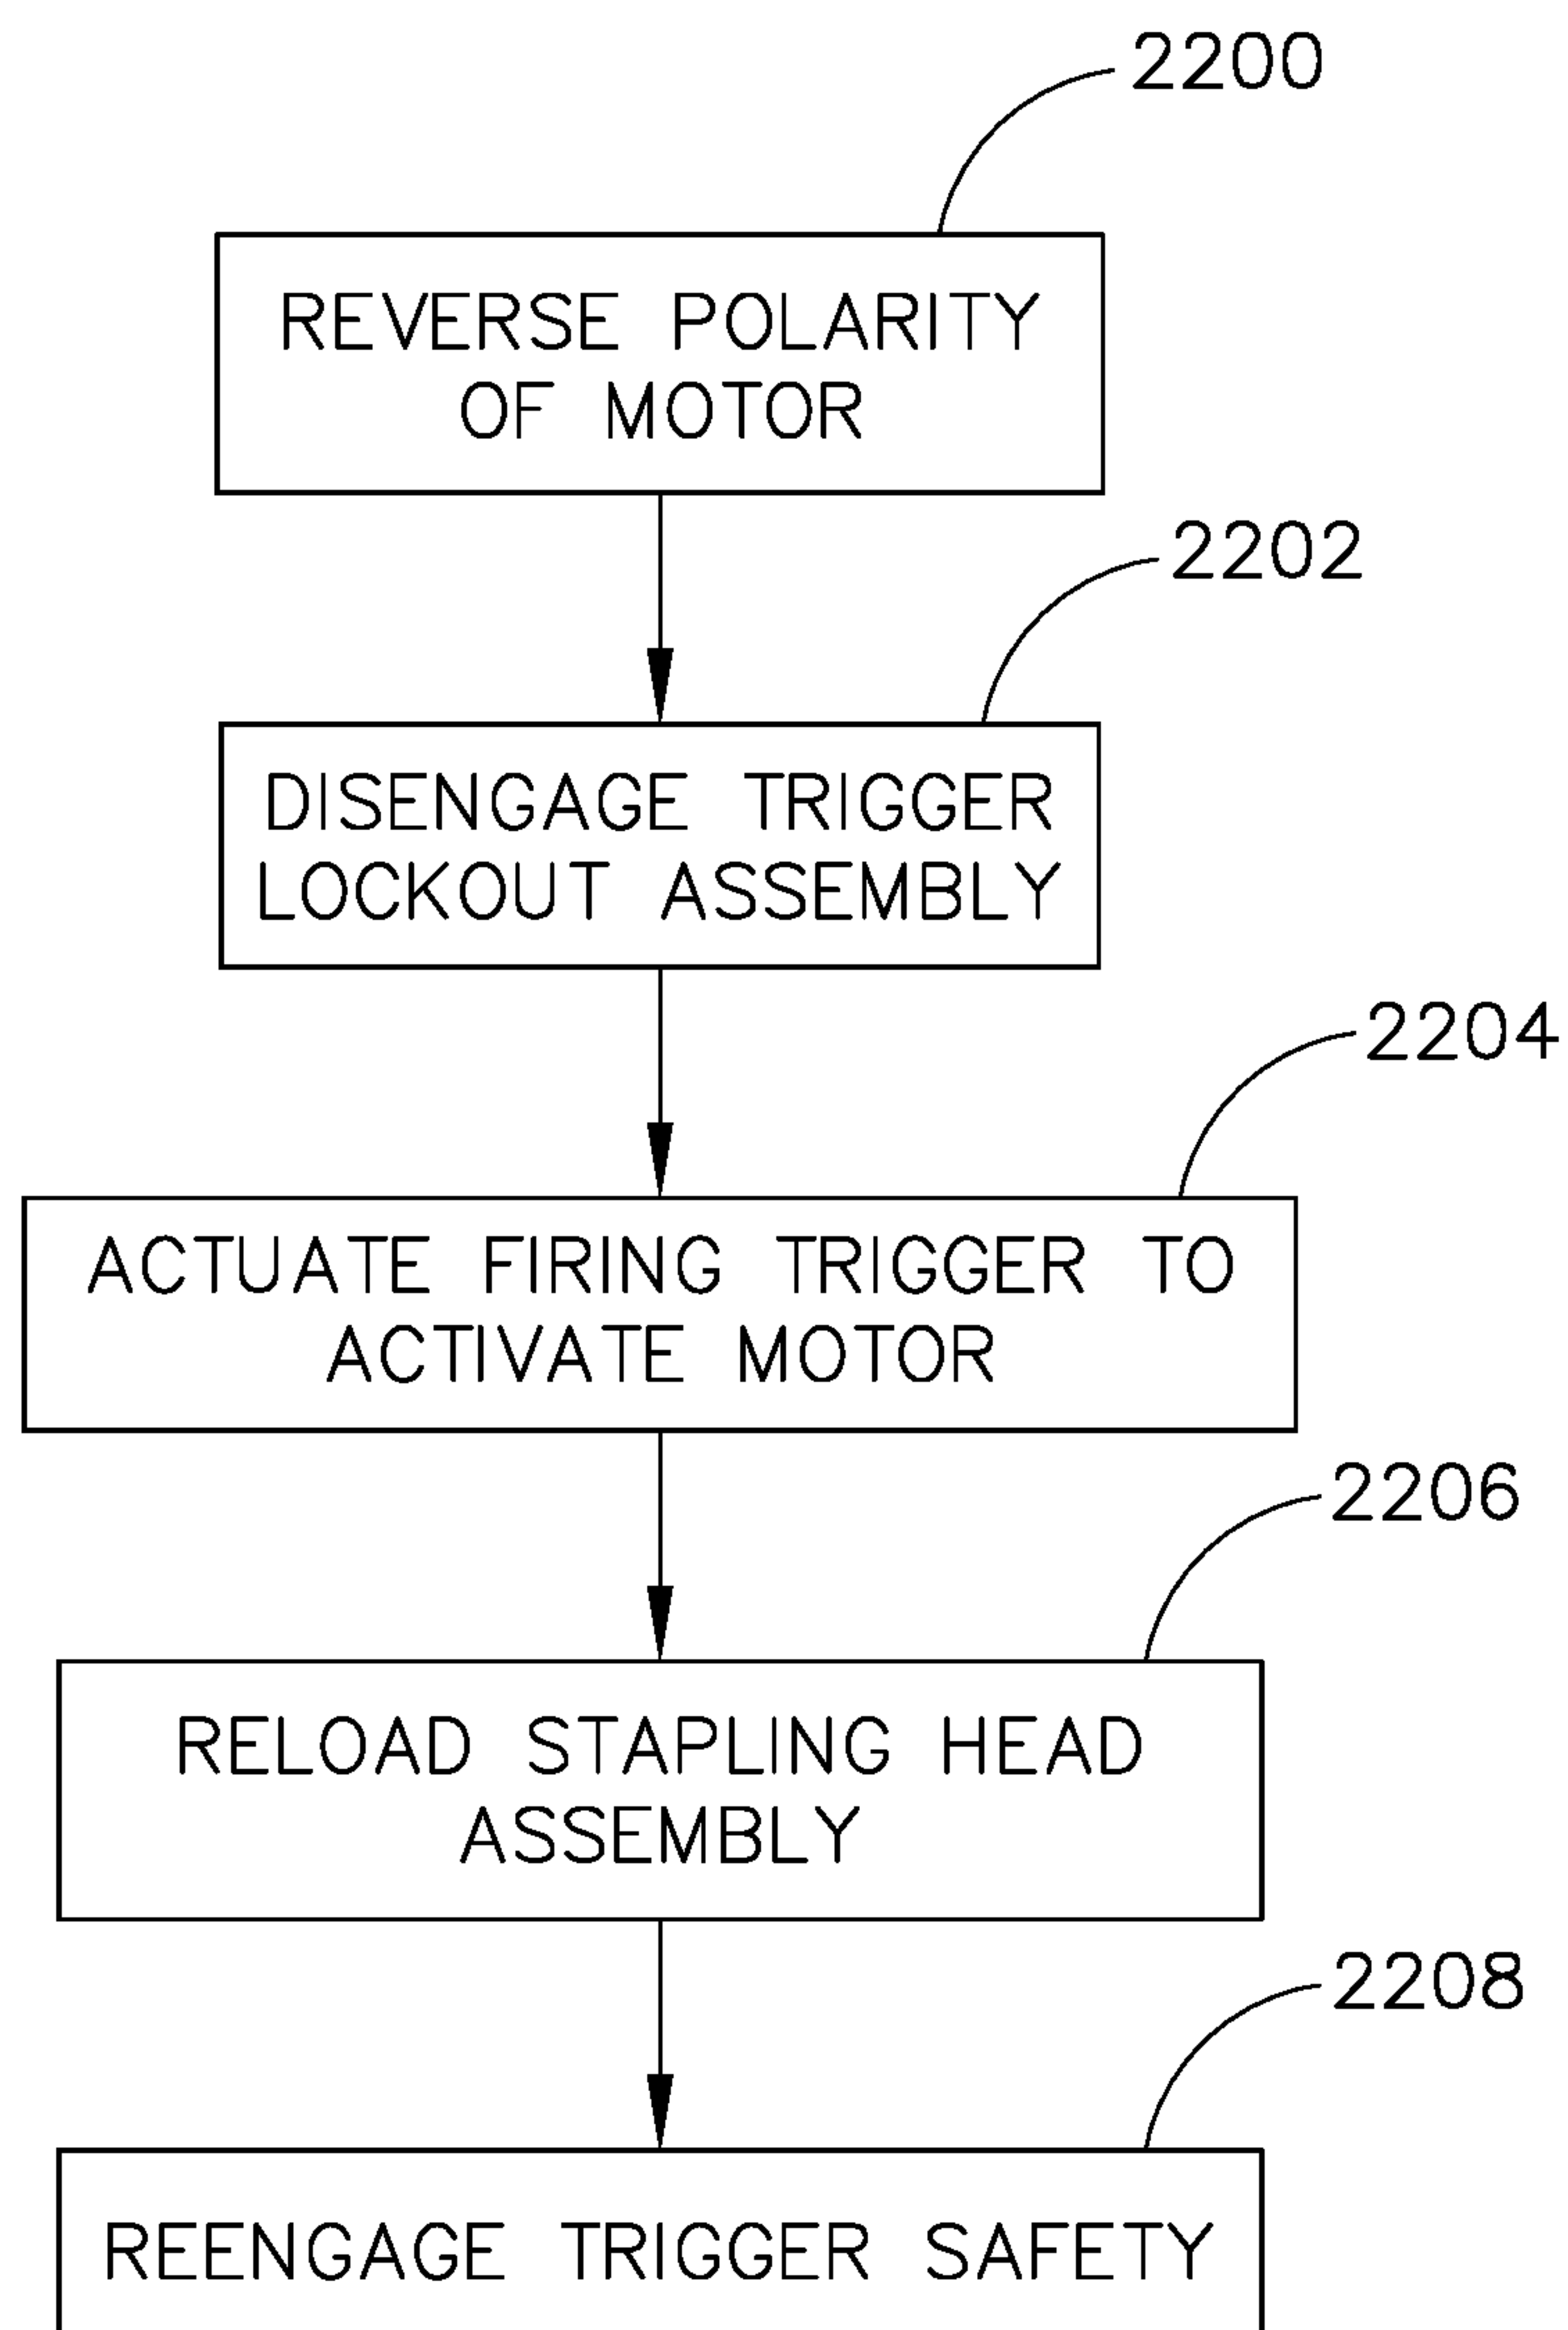 2200
REVERSE POLARITY
OF MOTOR
2202
DISENGAGE TRIGGER
LOCKOUT ASSEMBLY
2204
ACTUATE FIRING TRIGGER TO
ACTIVATE MOTOR
2206
RELOAD STAPLING HEAD
ASSEMBLY
2208
REENGAGE TRIGGER SAFETY